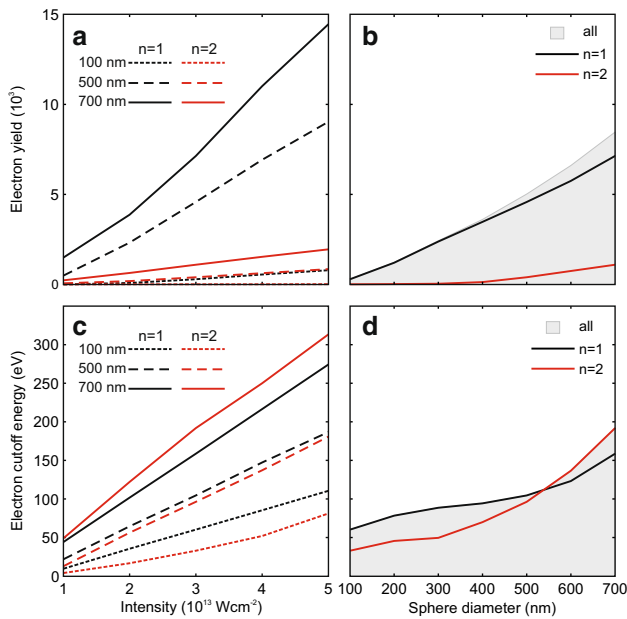 a
n=1 n=2
100 nm
500 nm
700 nm
15
10
5
0
Electron yield (10³)
b
all
n=1
n=2
c
n=1 n=2
100 nm
500 nm
700 nm
300
250
200
150
100
50
0
Electron cutoff energy (eV)
1 2 3 4 5
Intensity (10¹³ Wcm⁻²)
d
all
n=1
n=2
100 200 300 400 500 600 700
Sphere diameter (nm)